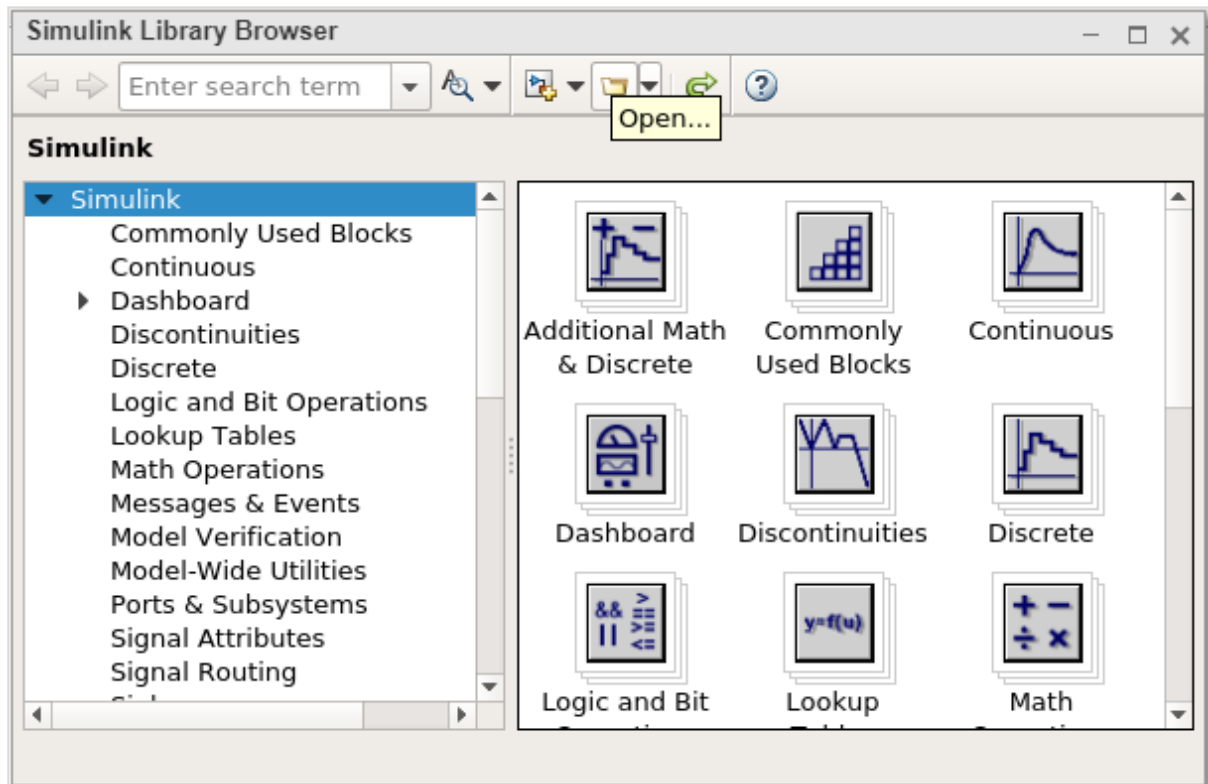 Simulink Library Browser
Enter search term
Open...
Simulink
Simulink
Commonly Used Blocks
Continuous
Dashboard
Discontinuities
Discrete
Logic and Bit Operations
Lookup Tables
Math Operations
Messages & Events
Model Verification
Model-Wide Utilities
Ports & Subsystems
Signal Attributes
Signal Routing
Additional Math
& Discrete
Commonly
Used Blocks
Continuous
Dashboard
Discontinuities
Discrete
&& || > == >= <=
y=f(u)
+ − ÷ ×
Logic and Bit
Lookup
Math